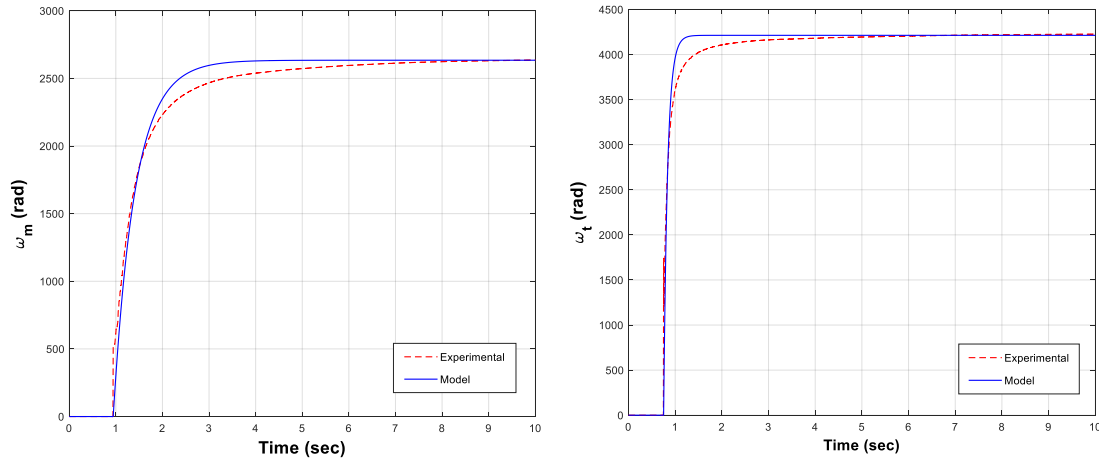 3000
2500
2000
1500
1000
500
0
0 1 2 3 4 5 6 7 8 9 10
ω_m (rad)
Time (sec)
Experimental
Model
4500
4000
3500
3000
2500
2000
1500
1000
500
0
0 1 2 3 4 5 6 7 8 9 10
ω_t (rad)
Time (sec)
Experimental
Model